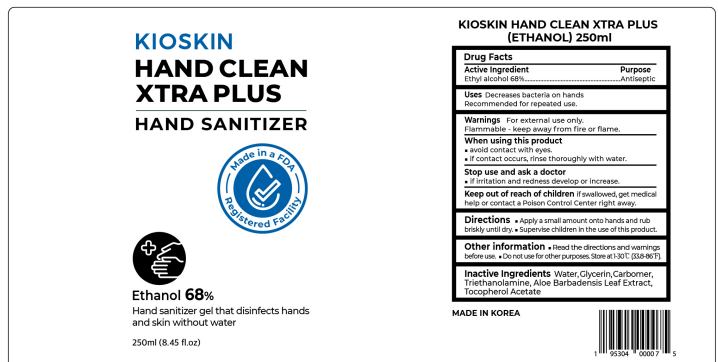 KIOSKIN
HAND CLEAN
XTRA PLUS
HAND SANITIZER
Made in a FDA
Registered Facility
Ethanol 68%
Hand sanitizer gel that disinfects hands
and skin without water
250ml (8.45 fl.oz)
KIOSKIN HAND CLEAN XTRA PLUS
(ETHANOL) 250ml
Drug Facts
Active Ingredient Purpose
Ethyl alcohol 68%......................................................Antiseptic
Uses Decreases bacteria on hands
Recommended for repeated use.
Warnings For external use only.
Flammable - keep away from fire or flame.
When using this product
▪ avoid contact with eyes.
▪ if contact occurs, rinse thoroughly with water.
Stop use and ask a doctor
▪ if irritation and redness develop or increase.
Keep out of reach of children if swallowed, get medical
help or contact a Poison Control Center right away.
Directions ▪ Apply a small amount onto hands and rub
briskly until dry. ▪ Supervise children in the use of this product.
Other information ▪ Read the directions and warnings
before use. ▪ Do not use for other purposes. Store at 1-30℃ (33.8-86℉).
Inactive Ingredients Water, Glycerin, Carbomer,
Triethanolamine, Aloe Barbadensis Leaf Extract,
Tocopherol Acetate
MADE IN KOREA
1 95304 00007 5